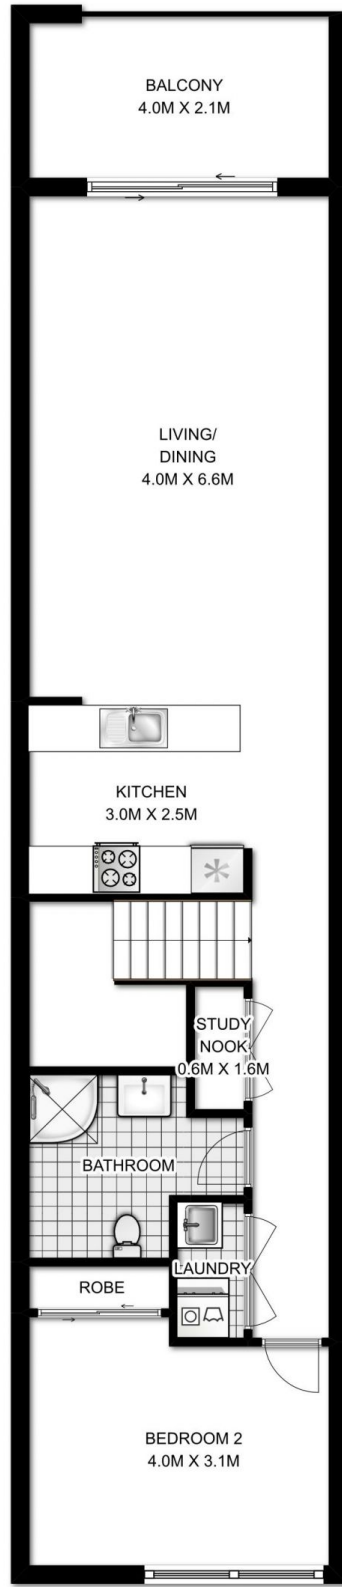 BALCONY
4.0M X 2.1M
LIVING/
DINING
4.0M X 6.6M
KITCHEN
3.0M X 2.5M
STUDY
NOOK
0.6M X 1.6M
BATHROOM
LAUNDRY
ROBE
BEDROOM 2
4.0M X 3.1M